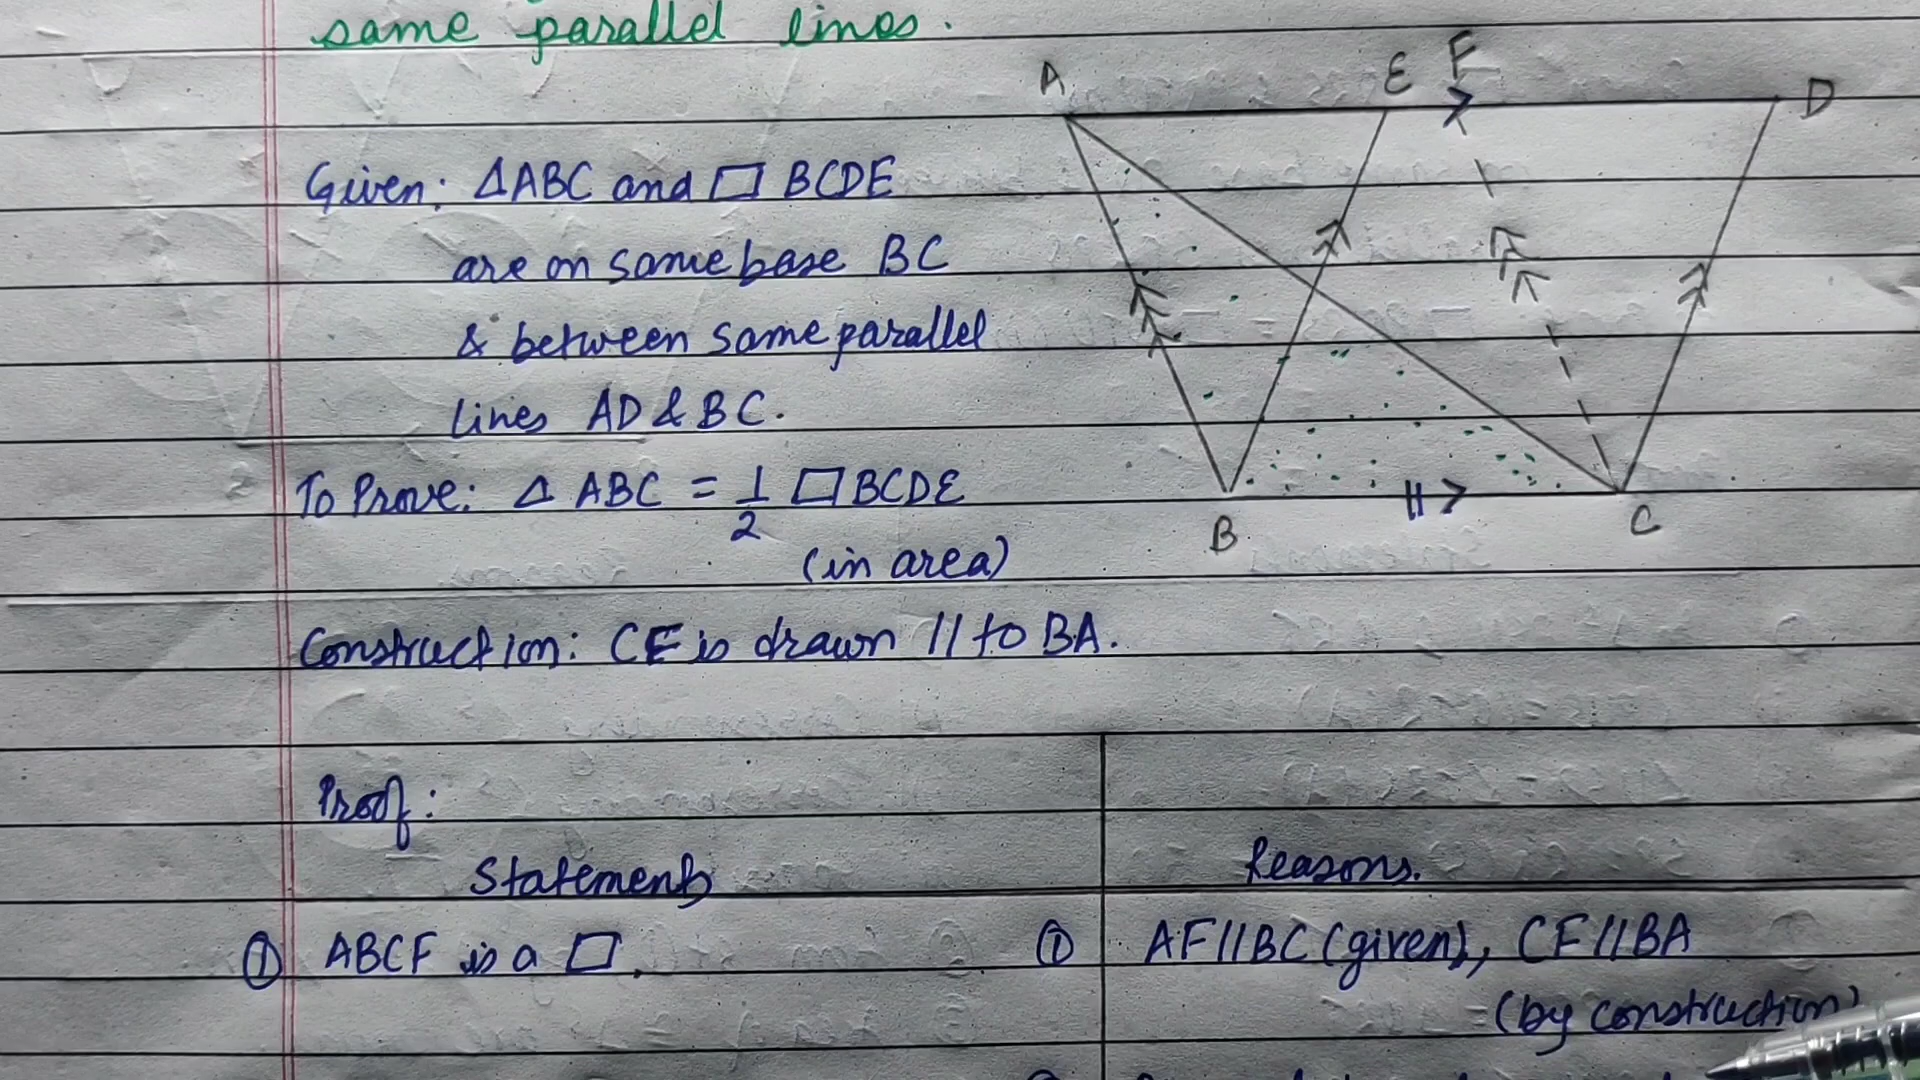 same parallel lines.
A E F D
Given: △ABC and ▱ BCDE
are on same base BC
& between same parallel
lines AD & BC.
To Prove: △ ABC = 1/2 ▱ BCDE
(in area)
B C
Construction: CF is drawn // to BA.
Proof:
Statements Reasons.
① ABCF is a ▱. ① AF//BC (given), CF//BA
(by construction)